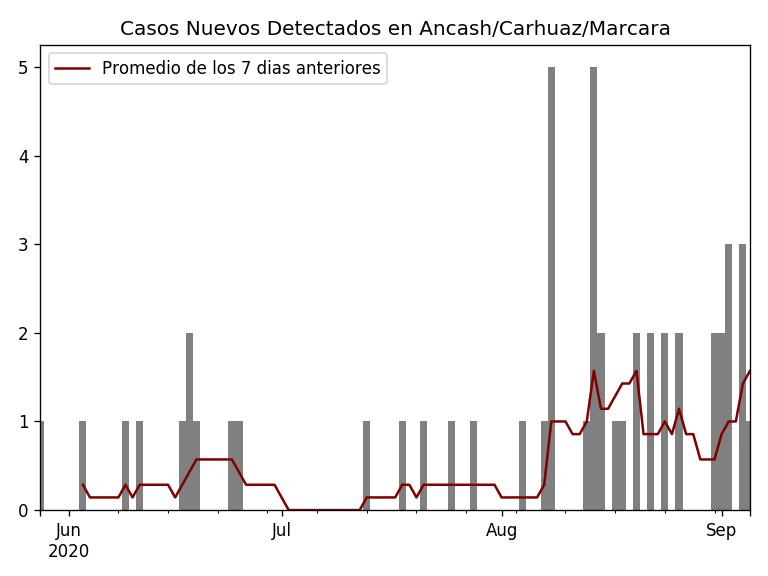 Casos Nuevos Detectados en Ancash/Carhuaz/Marcara
Promedio de los 7 dias anteriores
5
4
3
2
1
0
Jun Jul Aug Sep
2020